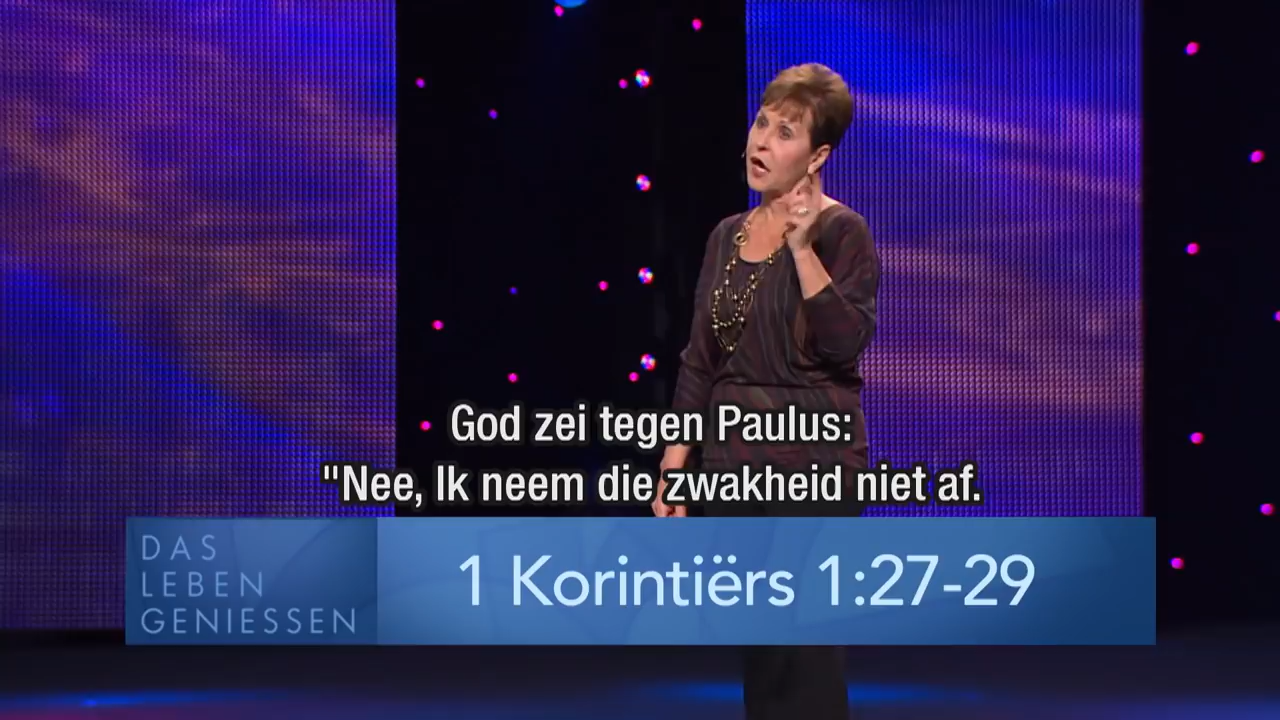 God zei tegen Paulus:
"Nee, Ik neem die zwakheid niet af.
DAS
LEBEN
GENIESSEN
1 Korintiërs 1:27-29